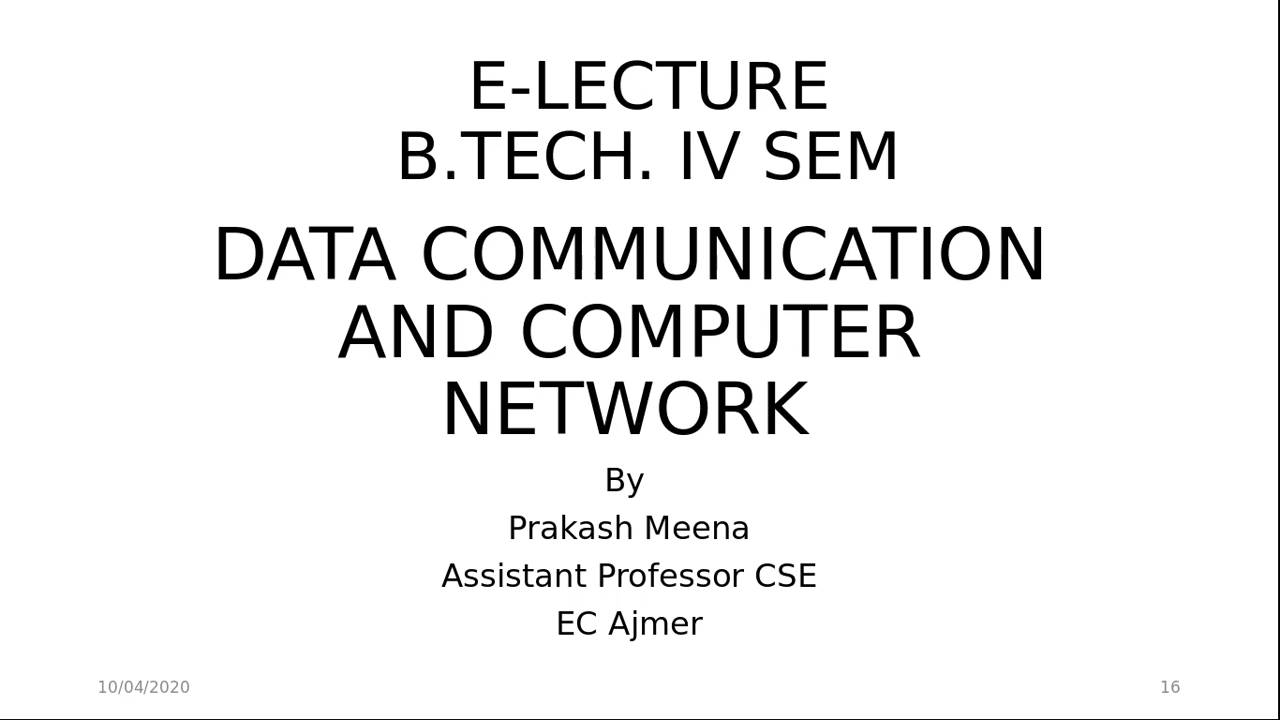 E-LECTURE
B.TECH. IV SEM
DATA COMMUNICATION
AND COMPUTER
NETWORK
By
Prakash Meena
Assistant Professor CSE
EC Ajmer
10/04/2020
16